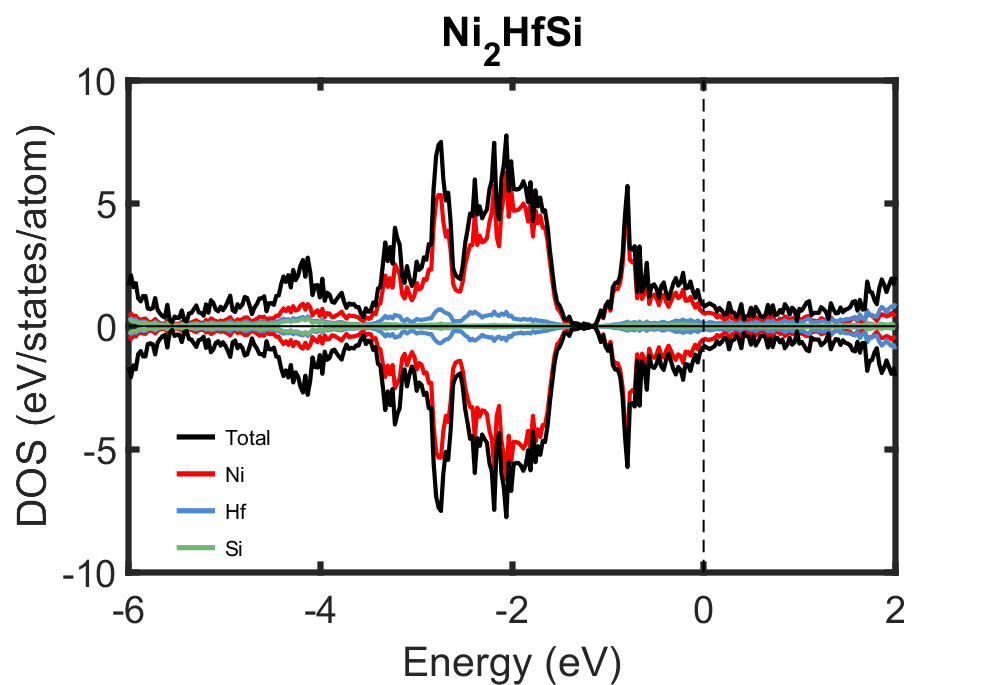 Ni2HfSi
DOS (eV/states/atom)
10
5
0
-5
-10
Total
Ni
Hf
Si
-6 -4 -2 0 2
Energy (eV)